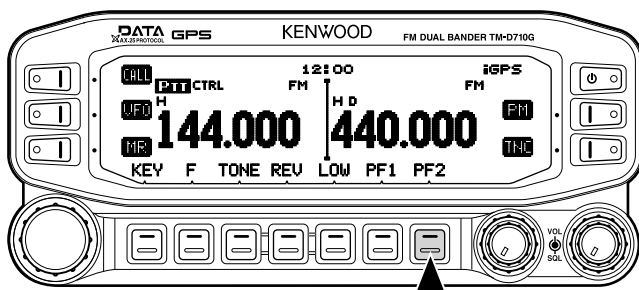 DATA GPS KENWOOD FM DUAL BANDER TM-D710G
AX.25 PROTOCOL
CALL 12:00 iGPS
PTT CTRL FM FM
VFO H H D PM
144.000 440.000
MR TNC
KEY F TONE REV LOW PF1 PF2
VOL
SQL